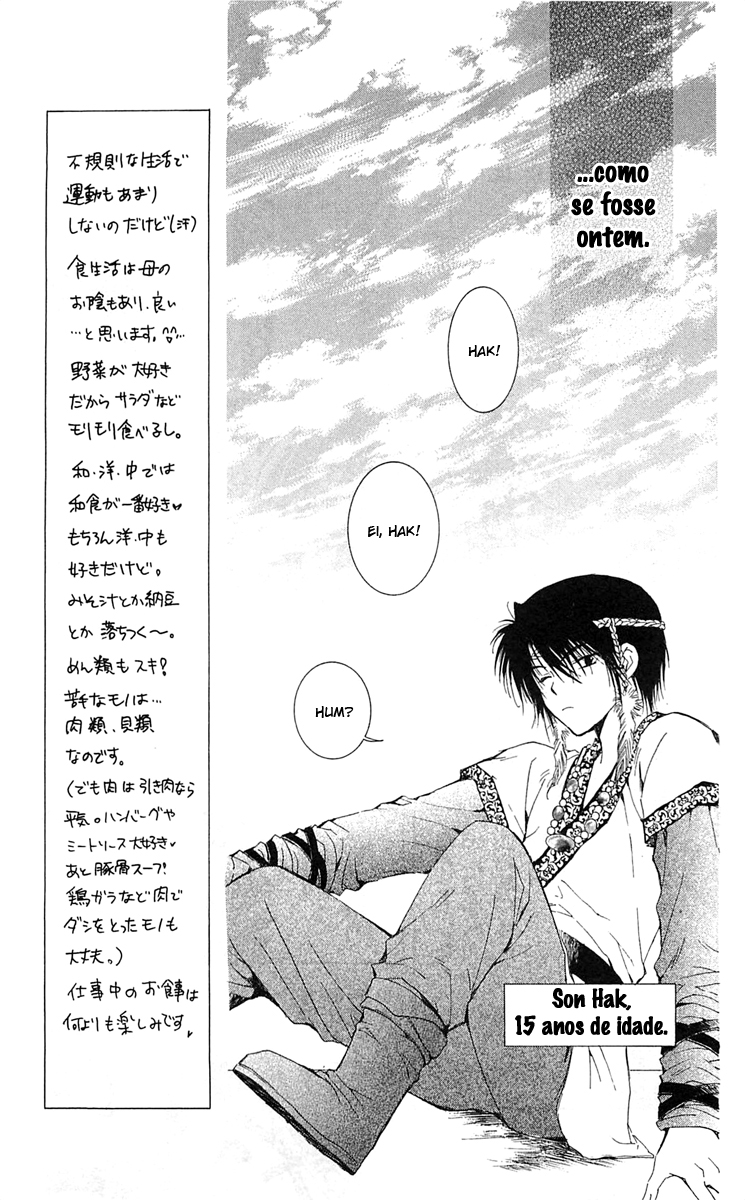 ...como
se fosse
ontem.
HAK!
EI, HAK!
HUM?
Son Hak,
15 anos de idade.
不規則な生活で
運動もあまり
しないのだけど(汗)
食生活は母の
お陰もあり、良い
…と思います。^^…
野菜が大好き
だから サラダなど
モリモリ食べるし。
和・洋・中では
和食が一番好き♥
もちろん洋・中も
好きだけど。
みそ汁とか納豆
とか 落ちつく〜。
めん類もスキ!
苦手なモノは…
肉類、貝類
なのです。
(でも肉は引き肉なら
平気。ハンバーグや
ミートソース大好き♥
あと 豚骨スープ
鶏ガラなど肉で
ダシをとったモノも
大丈夫。)
仕事中のお食事は
何よりも楽しみです♥